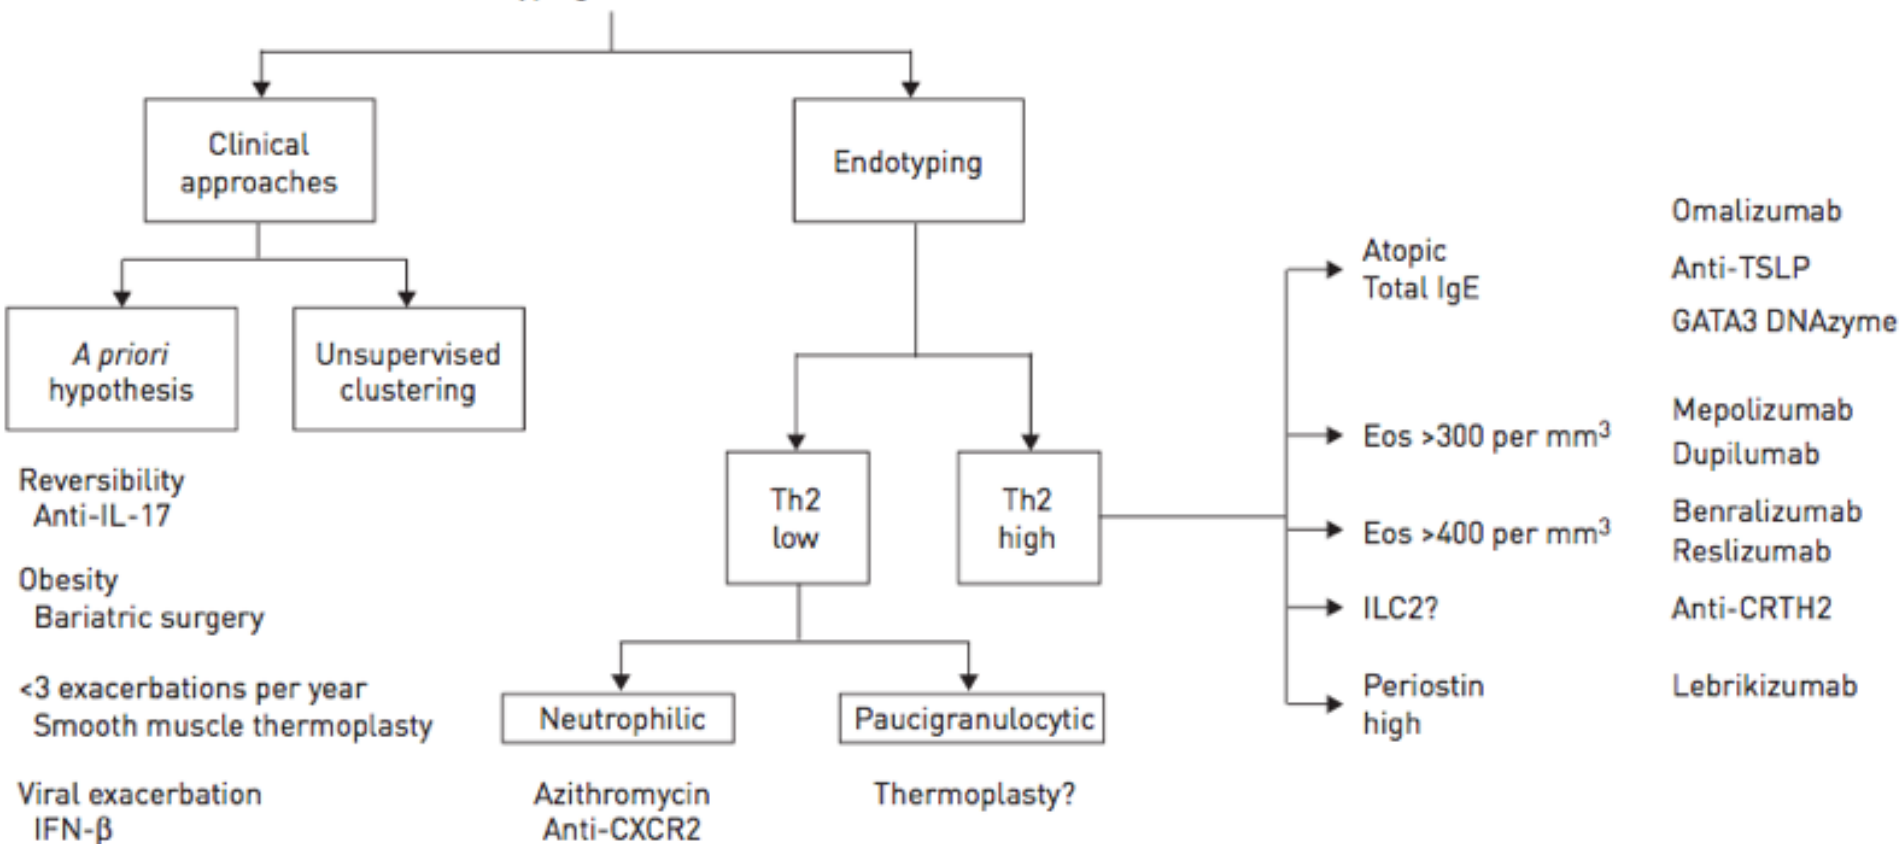 Clinical
approaches
Endotyping
A priori
hypothesis
Unsupervised
clustering
Reversibility
Anti-IL-17
Obesity
Bariatric surgery
<3 exacerbations per year
Smooth muscle thermoplasty
Viral exacerbation
IFN-β
Th2
low
Th2
high
Neutrophilic
Azithromycin
Anti-CXCR2
Paucigranulocytic
Thermoplasty?
Atopic
Total IgE
Omalizumab
Anti-TSLP
GATA3 DNAzyme
Eos >300 per mm³
Mepolizumab
Dupilumab
Eos >400 per mm³
Benralizumab
Reslizumab
ILC2?
Anti-CRTH2
Periostin
high
Lebrikizumab